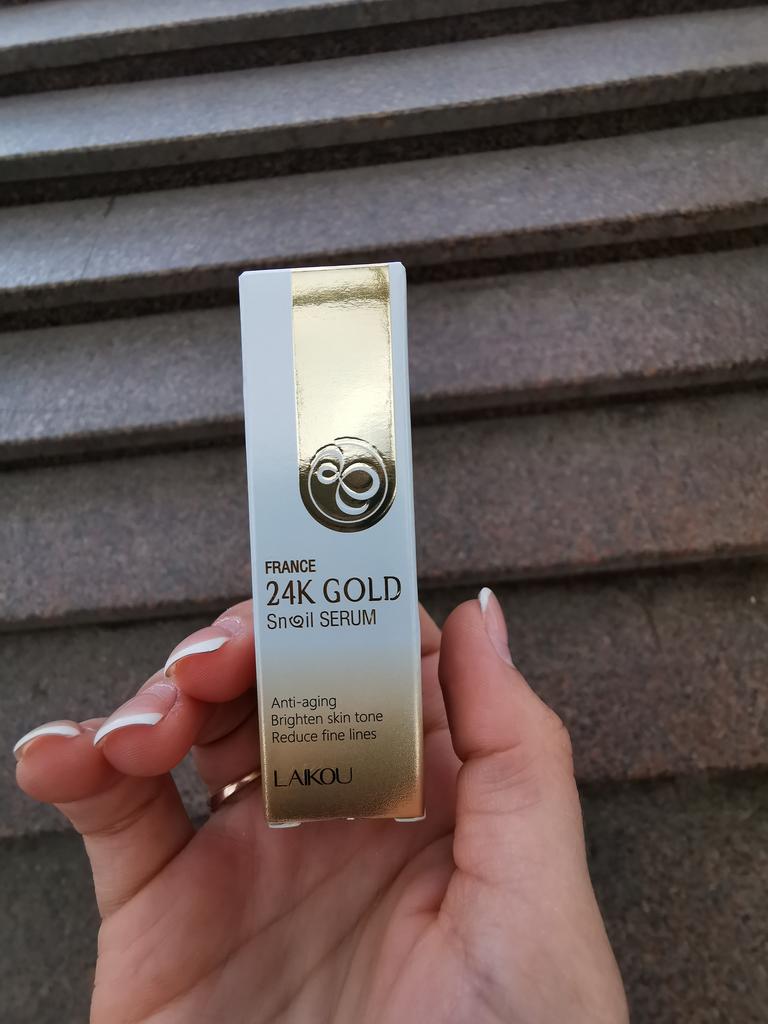 FRANCE
24K GOLD
Snail SERUM
Anti-aging
Brighten skin tone
Reduce fine lines
LAIKOU